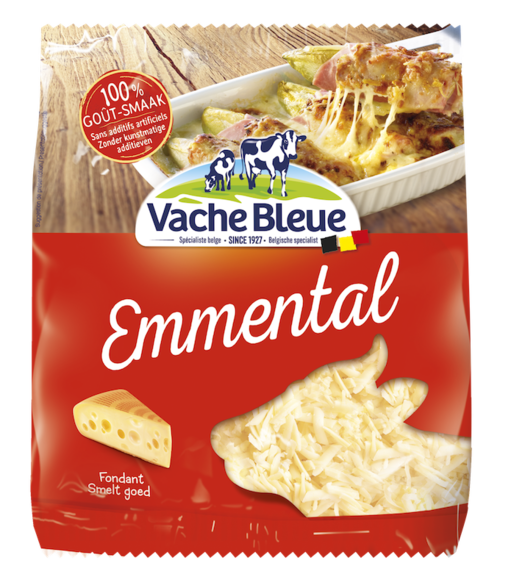 100%
GOÛT-SMAAK
Sans additifs artificiels
Zonder kunstmatige
additieven
Vache Bleue
Spécialiste belge • SINCE 1927 • Belgische specialist
Emmental
Fondant
Smelt goed